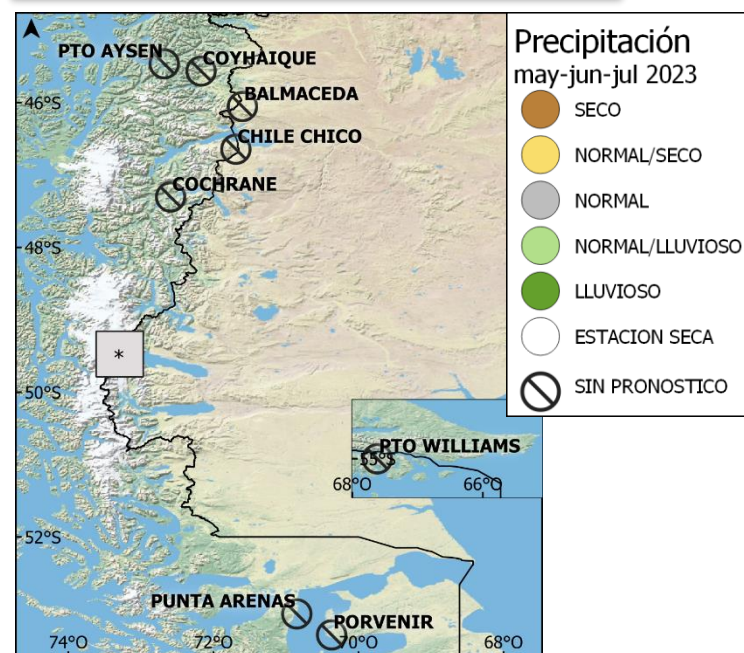 PTO AYSEN
COYHAIQUE
BALMACEDA
CHILE CHICO
COCHRANE
46°S
48°S
50°S
52°S
*
PTO WILLIAMS
55°S
68°O
66°O
PUNTA ARENAS
PORVENIR
74°O
72°O
70°O
68°O
Precipitación
may-jun-jul 2023
SECO
NORMAL/SECO
NORMAL
NORMAL/LLUVIOSO
LLUVIOSO
ESTACION SECA
SIN PRONOSTICO